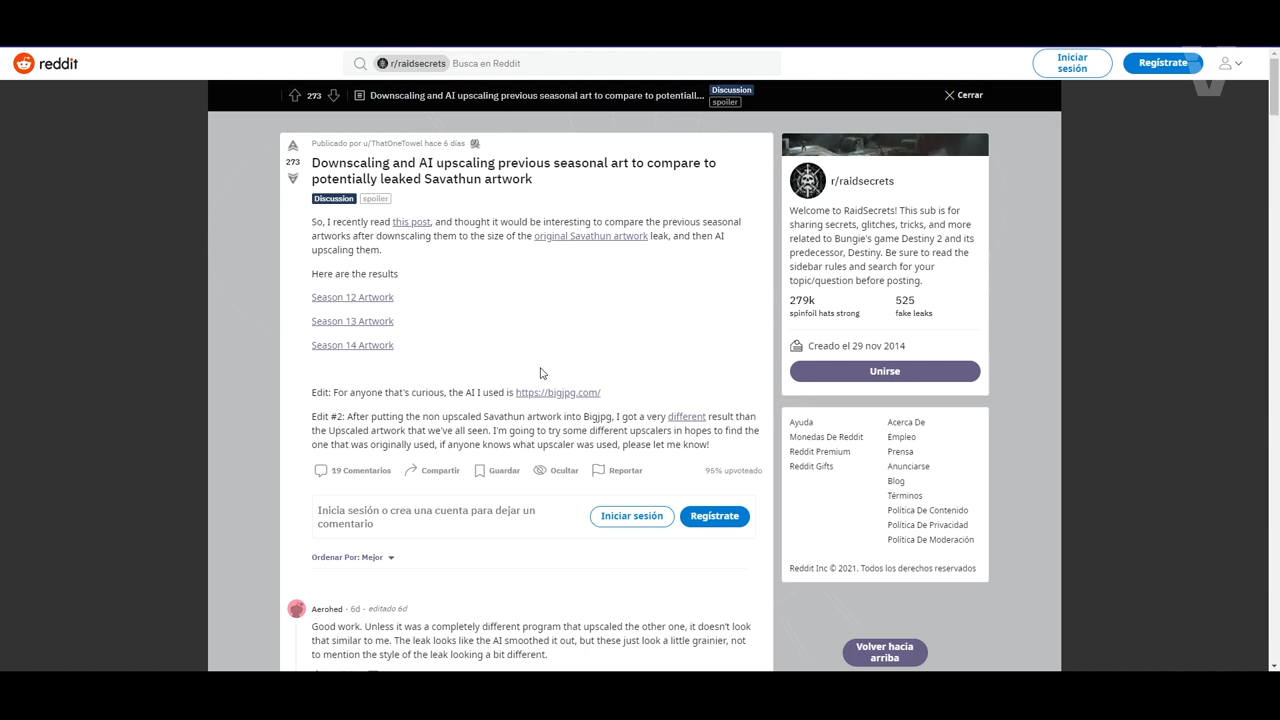 reddit
r/raidsecrets
Busca en Reddit
Iniciar sesión
Regístrate
273
Downscaling and AI upscaling previous seasonal art to compare to potentiall...
Discussion
spoiler
Cerrar
Publicado por u/ThatOneTowel hace 6 días
273
Downscaling and AI upscaling previous seasonal art to compare to
potentially leaked Savathun artwork
Discussion
spoiler
So, I recently read this post, and thought it would be interesting to compare the previous seasonal
artworks after downscaling them to the size of the original Savathun artwork leak, and then AI
upscaling them.
Here are the results
Season 12 Artwork
Season 13 Artwork
Season 14 Artwork
Edit: For anyone that's curious, the AI I used is https://bigjpg.com/
Edit #2: After putting the non upscaled Savathun artwork into Bigjpg, I got a very different result than
the Upscaled artwork that we've all seen. I'm going to try some different upscalers in hopes to find the
one that was originally used, if anyone knows what upscaler was used, please let me know!
19 Comentarios
Compartir
Guardar
Ocultar
Reportar
95% upvoteado
Inicia sesión o crea una cuenta para dejar un
comentario
Iniciar sesión
Regístrate
Ordenar Por: Mejor
Aerohed · 6d · editado 6d
Good work. Unless it was a completely different program that upscaled the other one, it doesn't look
that similar to me. The leak looks like the AI smoothed it out, but these just look a little grainier, not
to mention the style of the leak looking a bit different.
r/raidsecrets
Welcome to RaidSecrets! This sub is for
sharing secrets, glitches, tricks, and more
related to Bungie's game Destiny 2 and its
predecessor, Destiny. Be sure to read the
sidebar rules and search for your
topic/question before posting.
279k
525
spinfoil hats strong
fake leaks
Creado el 29 nov 2014
Unirse
Ayuda
Acerca De
Monedas De Reddit
Empleo
Reddit Premium
Prensa
Reddit Gifts
Anunciarse
Blog
Términos
Política De Contenido
Política De Privacidad
Política De Moderación
Reddit Inc © 2021. Todos los derechos reservados
Volver hacia
arriba